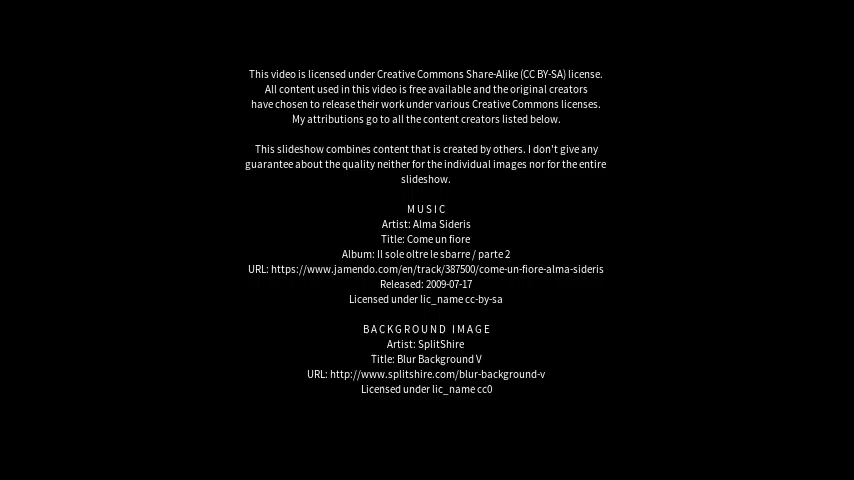 This video is licensed under Creative Commons Share-Alike (CC BY-SA) license.
All content used in this video is free available and the original creators
have chosen to release their work under various Creative Commons licenses.
My attributions go to all the content creators listed below.
This slideshow combines content that is created by others. I don't give any
guarantee about the quality neither for the individual images nor for the entire
slideshow.
MUSIC
Artist: Alma Sideris
Title: Come un fiore
Album: Il sole oltre le sbarre / parte 2
URL: https://www.jamendo.com/en/track/387500/come-un-fiore-alma-sideris
Released: 2009-07-17
Licensed under lic_name cc-by-sa
BACKGROUND IMAGE
Artist: SplitShire
Title: Blur Background V
URL: http://www.splitshire.com/blur-background-v
Licensed under lic_name cc0